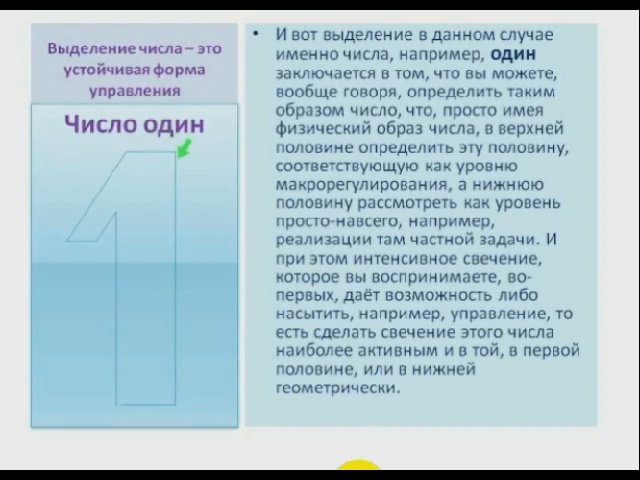 Выделение числа – это
устойчивая форма
управления
Число один
1
• И вот выделение в данном случае
именно числа, например, один
заключается в том, что вы можете,
вообще говоря, определить таким
образом число, что, просто имея
физический образ числа, в верхней
половине определить эту половину,
соответствующую как уровню
макрорегулирования, а нижнюю
половину рассмотреть как уровень
просто-навсего, например,
реализации там частной задачи. И
при этом интенсивное свечение,
которое вы воспринимаете, во-
первых, даёт возможность либо
насытить, например, управление, то
есть сделать свечение этого числа
наиболее активным и в той, в первой
половине, или в нижней
геометрически.